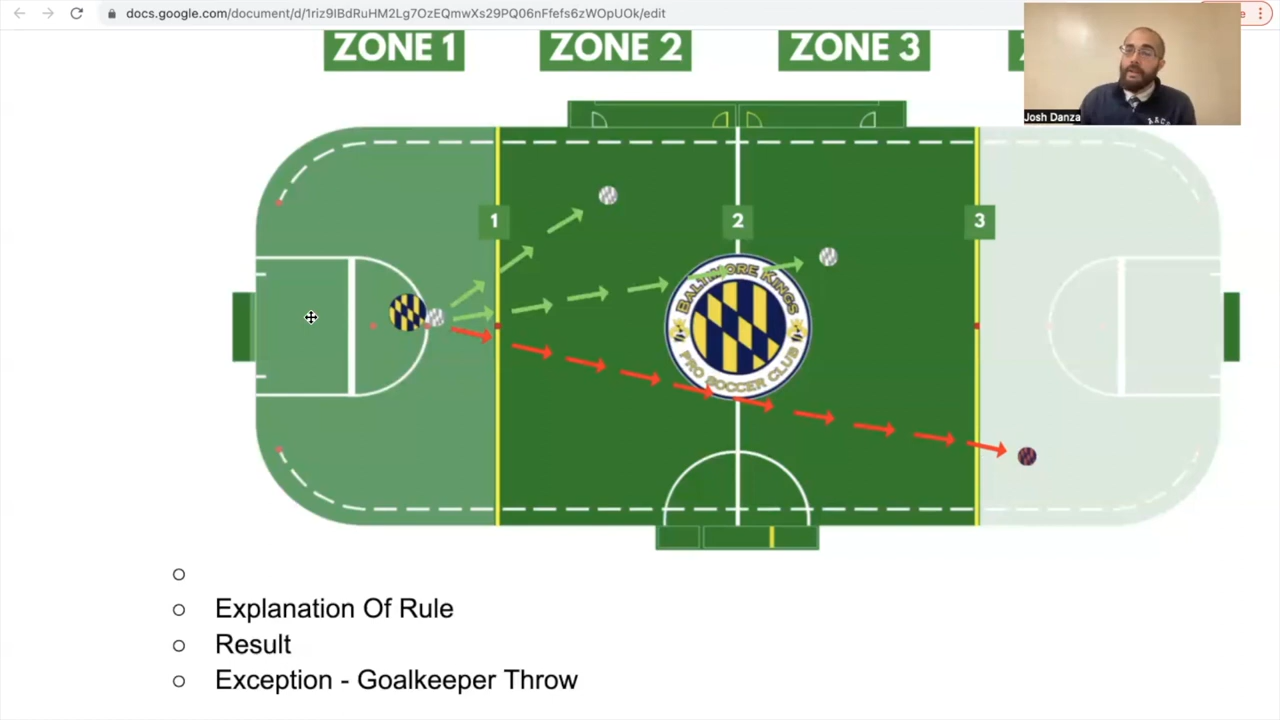 docs.google.com/document/d/1riz9IBdRuHM2Lg7OzEQmwXs29PQ06nFfefs6zWOpUOk/edit
ZONE 1
ZONE 2
ZONE 3
Josh Danza
1
2
3
BALTIMORE KINGS
PRO SOCCER CLUB
Explanation Of Rule
Result
Exception - Goalkeeper Throw